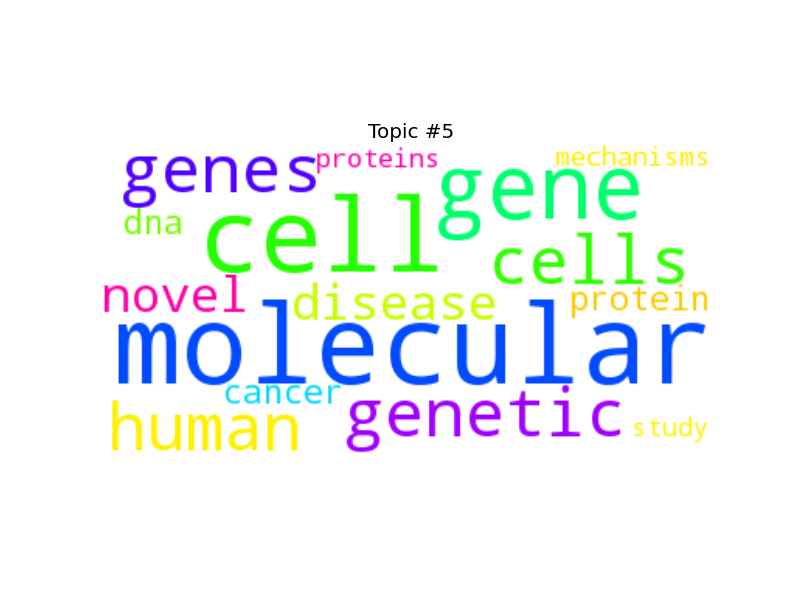 Topic #5
genes proteins mechanisms
gene
dna cell cells
novel disease protein
molecular
cancer
human genetic study